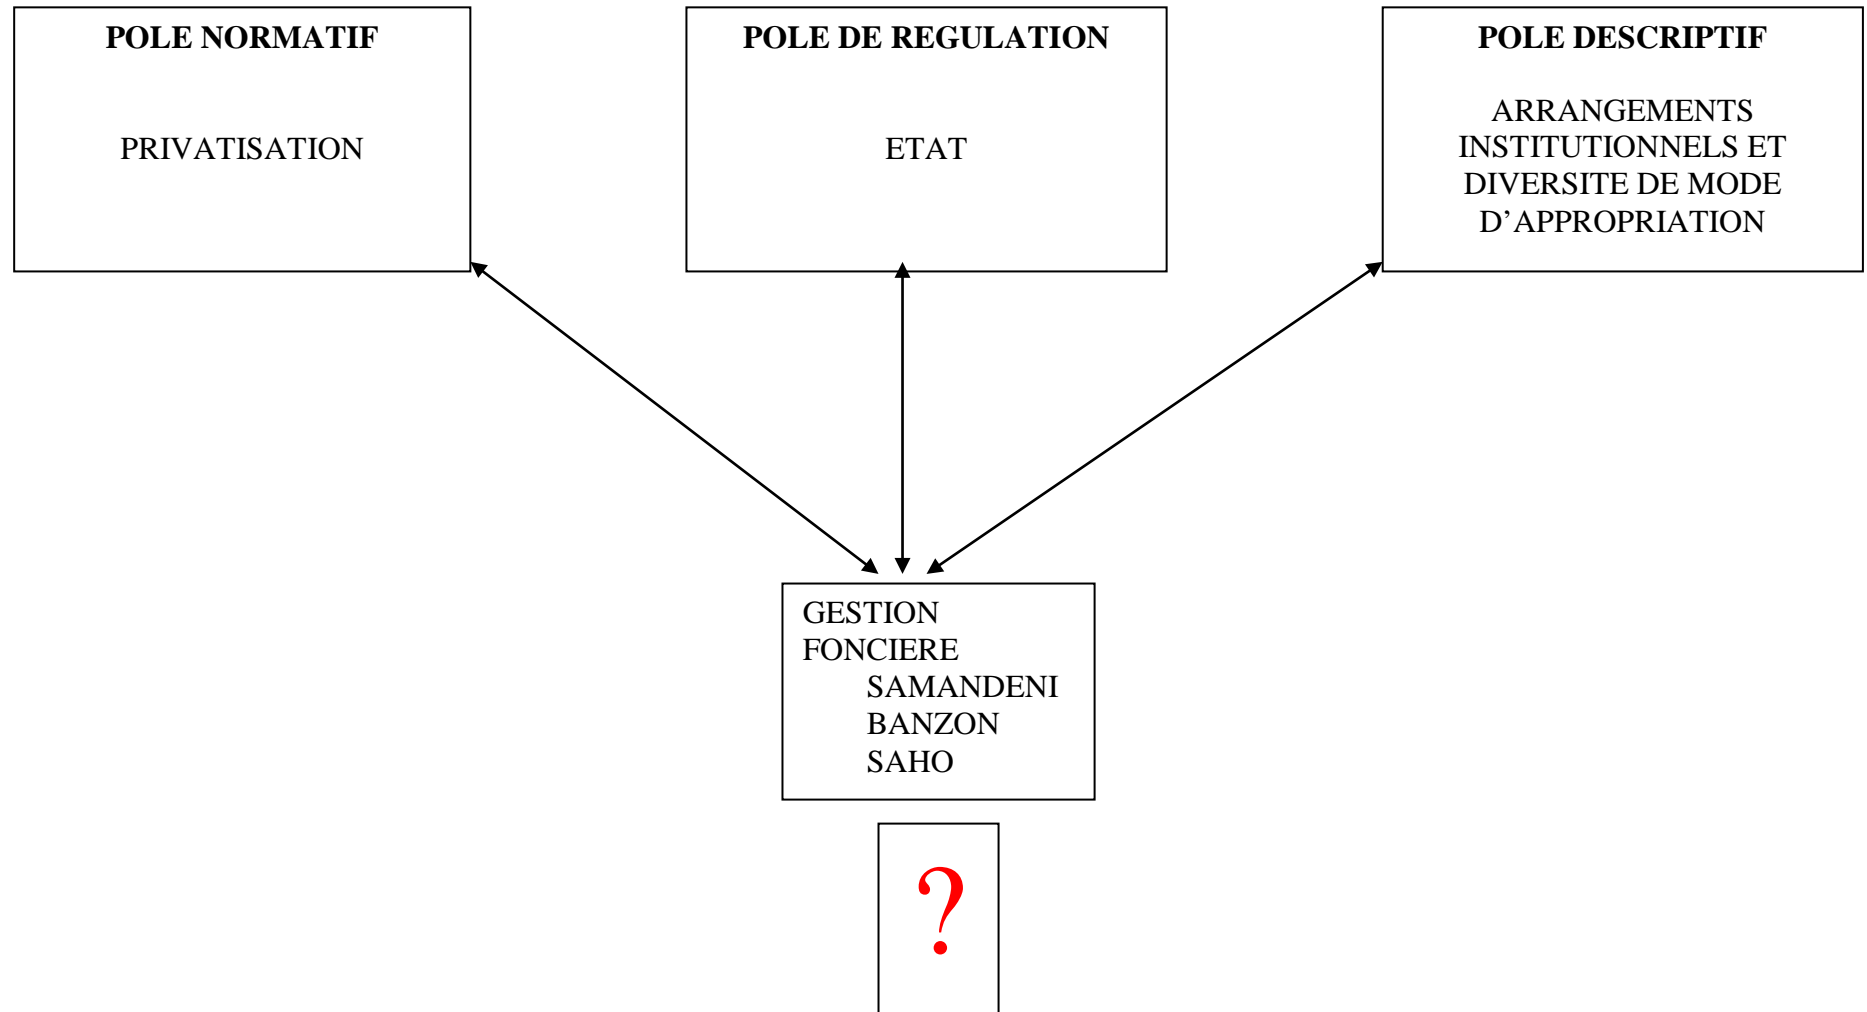 POLE NORMATIF
PRIVATISATION
POLE DE REGULATION
ETAT
POLE DESCRIPTIF
ARRANGEMENTS
INSTITUTIONNELS ET
DIVERSITE DE MODE
D’APPROPRIATION
GESTION
FONCIERE
SAMANDENI
BANZON
SAHO
?